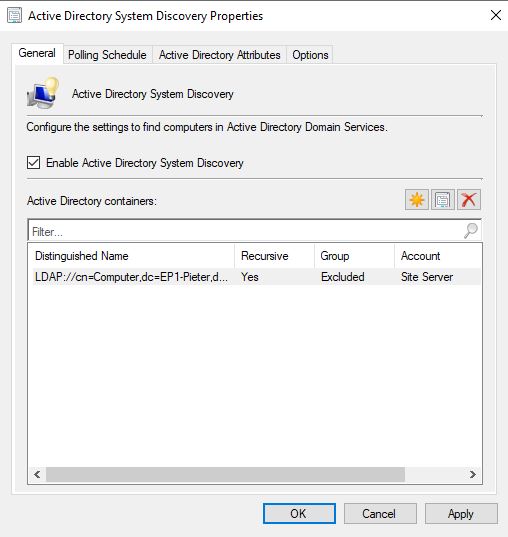 Active Directory System Discovery Properties
General Polling Schedule Active Directory Attributes Options
Active Directory System Discovery
Configure the settings to find computers in Active Directory Domain Services.
Enable Active Directory System Discovery
Active Directory containers:
Filter...
Distinguished Name Recursive Group Account
LDAP://cn=Computer,dc=EP1-Pieter,d... Yes Excluded Site Server
OK Cancel Apply